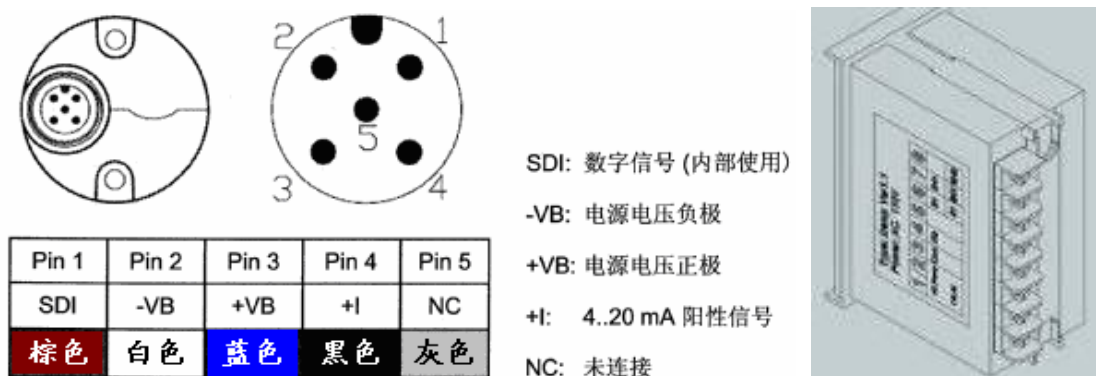 2 1
5
3 4
Pin 1 Pin 2 Pin 3 Pin 4 Pin 5
SDI -VB +VB +I NC
棕色 白色 蓝色 黑色 灰色
SDI: 数字信号 (内部使用)
-VB: 电源电压负极
+VB: 电源电压正极
+I: 4..20 mA 阳性信号
NC: 未连接